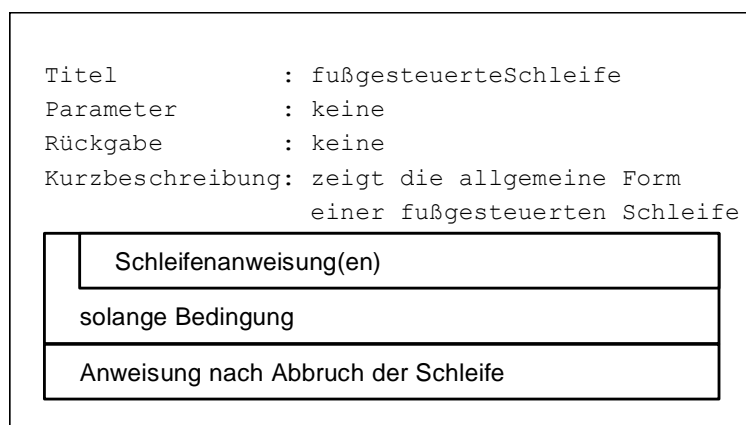 Titel          : fußgesteuerteSchleife
Parameter      : keine
Rückgabe       : keine
Kurzbeschreibung: zeigt die allgemeine Form
einer fußgesteuerten Schleife
Schleifenanweisung(en)
solange Bedingung
Anweisung nach Abbruch der Schleife